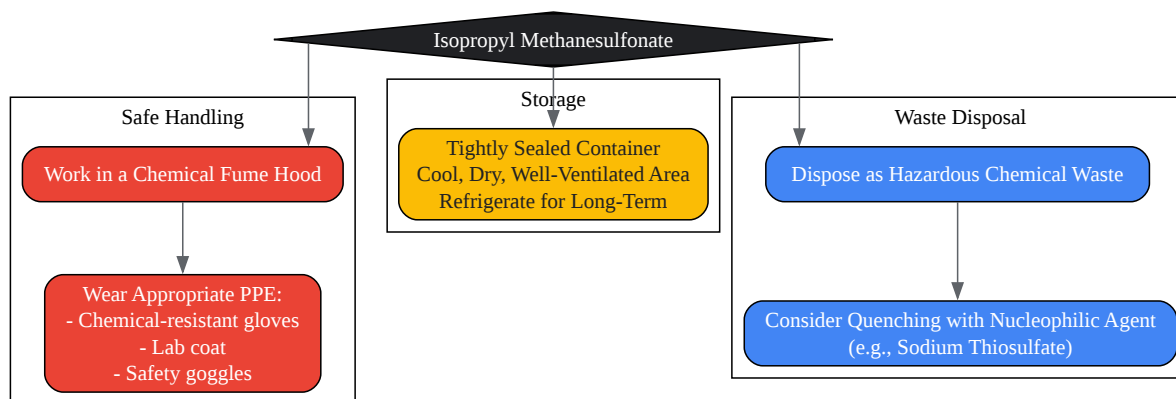 Isopropyl Methanesulfonate
Safe Handling
Work in a Chemical Fume Hood
Wear Appropriate PPE:
- Chemical-resistant gloves
- Lab coat
- Safety goggles
Storage
Tightly Sealed Container
Cool, Dry, Well-Ventilated Area
Refrigerate for Long-Term
Waste Disposal
Dispose as Hazardous Chemical Waste
Consider Quenching with Nucleophilic Agent
(e.g., Sodium Thiosulfate)